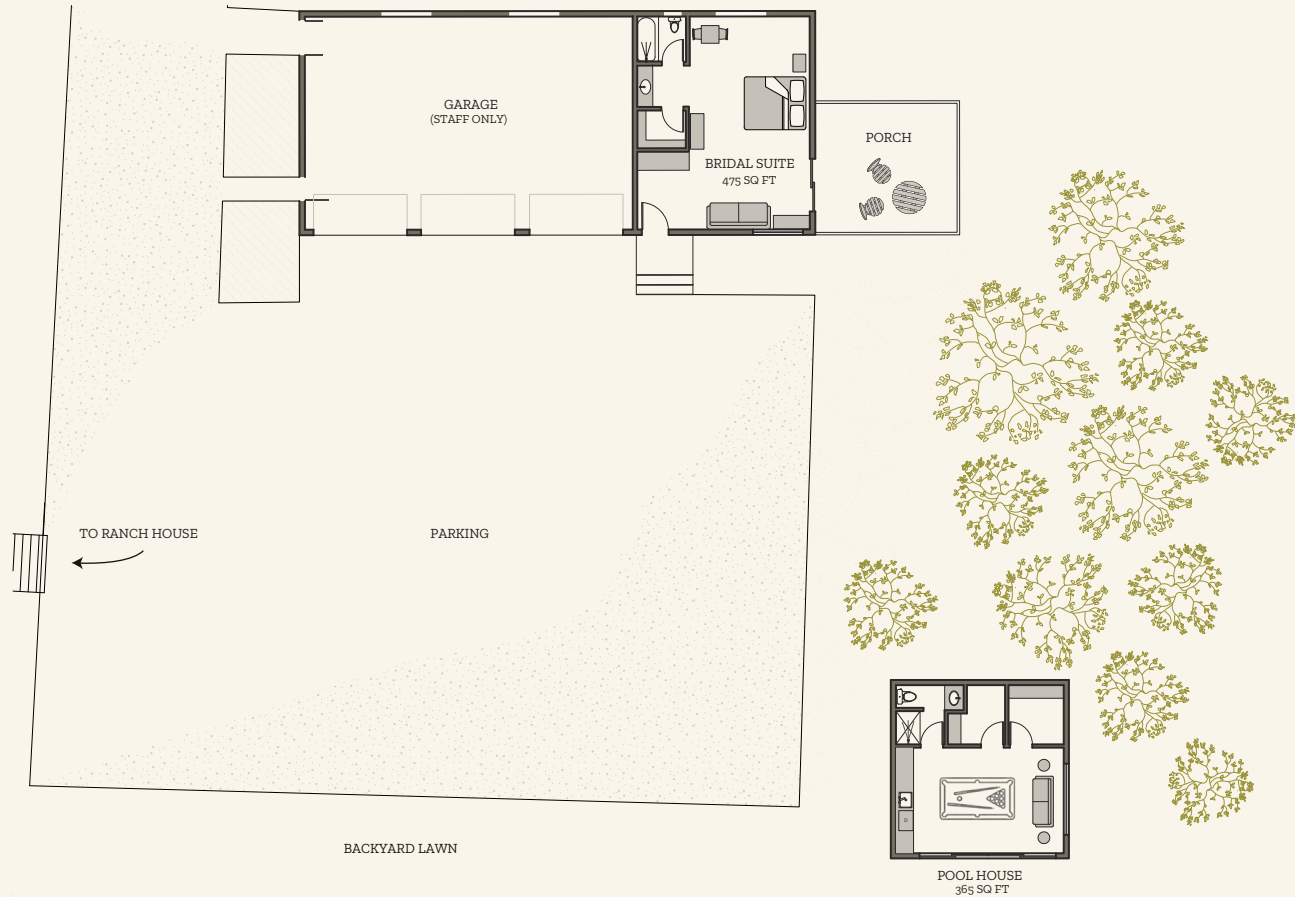 GARAGE
(STAFF ONLY)
PORCH
BRIDAL SUITE
475 SQ FT
TO RANCH HOUSE
PARKING
BACKYARD LAWN
POOL HOUSE
365 SQ FT